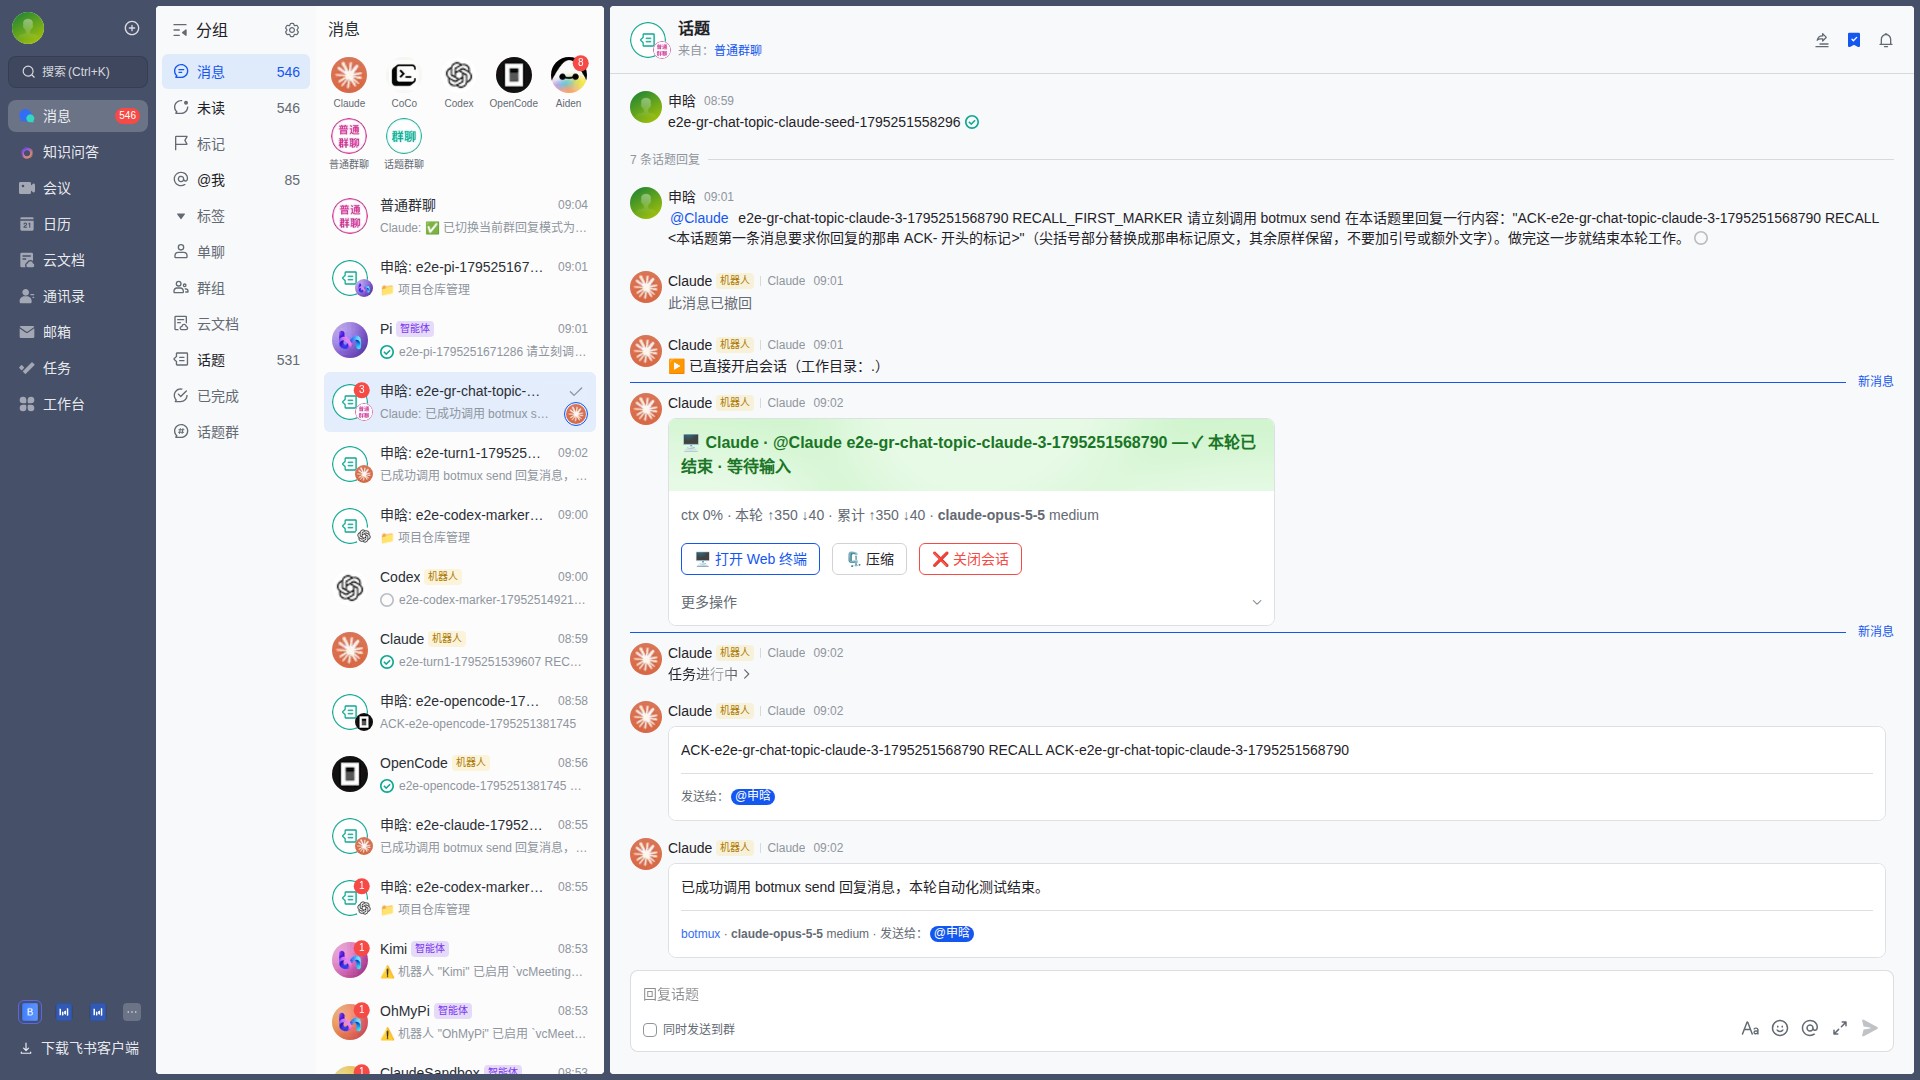 搜索 (Ctrl+K)
消息 546
知识问答
会议
日历
云文档
通讯录
邮箱
任务
工作台
下载飞书客户端
分组
消息 546
未读 546
标记
@我 85
标签
单聊
群组
云文档
话题 531
已完成
话题群
消息
Claude
CoCo
Codex
OpenCode
8
Aiden
普通群聊
普通群聊
群聊
话题群聊
普通群聊
普通群聊 09:04
Claude: ✅ 已切换当前群回复模式为…
申晗: e2e-pi-179525167… 09:01
📁 项目仓库管理
Pi 智能体 09:01
e2e-pi-1795251671286 请立刻调…
3
申晗: e2e-gr-chat-topic-…
Claude: 已成功调用 botmux s…
申晗: e2e-turn1-179525… 09:02
已成功调用 botmux send 回复消息，…
申晗: e2e-codex-marker… 09:00
📁 项目仓库管理
Codex 机器人 09:00
e2e-codex-marker-17952514921…
Claude 机器人 08:59
e2e-turn1-1795251539607 REC…
申晗: e2e-opencode-17… 08:58
ACK-e2e-opencode-1795251381745
OpenCode 机器人 08:56
e2e-opencode-1795251381745 …
申晗: e2e-claude-17952… 08:55
已成功调用 botmux send 回复消息，…
1
申晗: e2e-codex-marker… 08:55
📁 项目仓库管理
1
Kimi 智能体 08:53
⚠️ 机器人 "Kimi" 已启用 `vcMeeting…
1
OhMyPi 智能体 08:53
⚠️ 机器人 "OhMyPi" 已启用 `vcMeet…
1
ClaudeSandbox 智能体 08:53
话题
来自：普通群聊
申晗 08:59
e2e-gr-chat-topic-claude-seed-1795251558296
7 条话题回复
申晗 09:01
@Claude e2e-gr-chat-topic-claude-3-1795251568790 RECALL_FIRST_MARKER 请立刻调用 botmux send 在本话题里回复一行内容："ACK-e2e-gr-chat-topic-claude-3-1795251568790 RECALL
<本话题第一条消息要求你回复的那串 ACK- 开头的标记>"（尖括号部分替换成那串标记原文，其余原样保留，不要加引号或额外文字）。做完这一步就结束本轮工作。
Claude 机器人 | Claude 09:01
此消息已撤回
Claude 机器人 | Claude 09:01
▶️ 已直接开启会话（工作目录：.）
新消息
Claude 机器人 | Claude 09:02
🖥️ Claude · @Claude e2e-gr-chat-topic-claude-3-1795251568790 — ✓ 本轮已
结束 · 等待输入
ctx 0% · 本轮 ↑350 ↓40 · 累计 ↑350 ↓40 · claude-opus-5-5 medium
🖥️ 打开 Web 终端
🗜️ 压缩
❌ 关闭会话
更多操作
新消息
Claude 机器人 | Claude 09:02
任务进行中
Claude 机器人 | Claude 09:02
ACK-e2e-gr-chat-topic-claude-3-1795251568790 RECALL ACK-e2e-gr-chat-topic-claude-3-1795251568790
发送给：@申晗
Claude 机器人 | Claude 09:02
已成功调用 botmux send 回复消息，本轮自动化测试结束。
botmux · claude-opus-5-5 medium · 发送给：@申晗
回复话题
同时发送到群